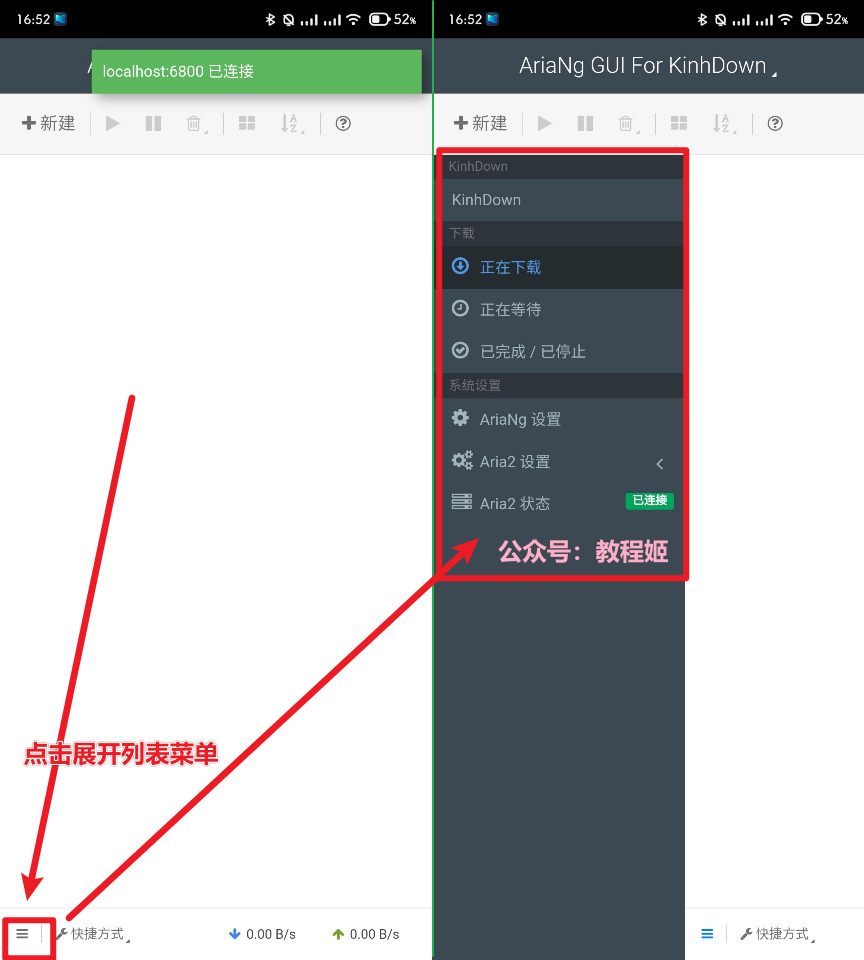 16:52
52%
localhost:6800 已连接
新建
点击展开列表菜单
快捷方式
0.00 B/s
0.00 B/s
16:52
52%
AriaNg GUI For KinhDown
新建
KinhDown
KinhDown
下载
正在下载
正在等待
已完成 / 已停止
系统设置
AriaNg 设置
Aria2 设置
Aria2 状态
已连接
公众号：教程姬
快捷方式